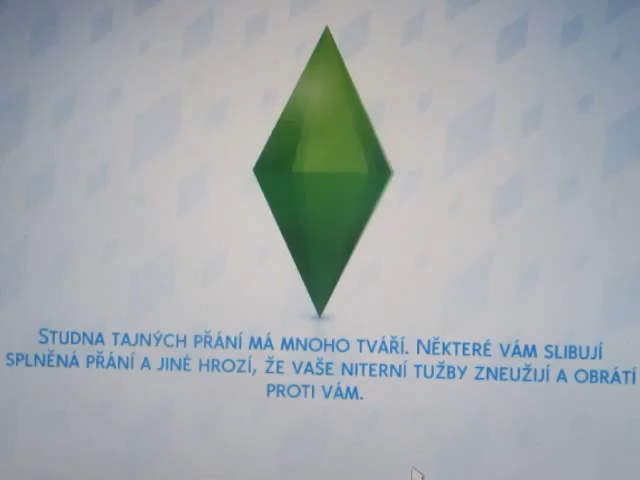 Studna tajných přání má mnoho tváří. Některé vám slibují
splněná přání a jiné hrozí, že vaše niterní tužby zneužijí a obrátí
proti vám.